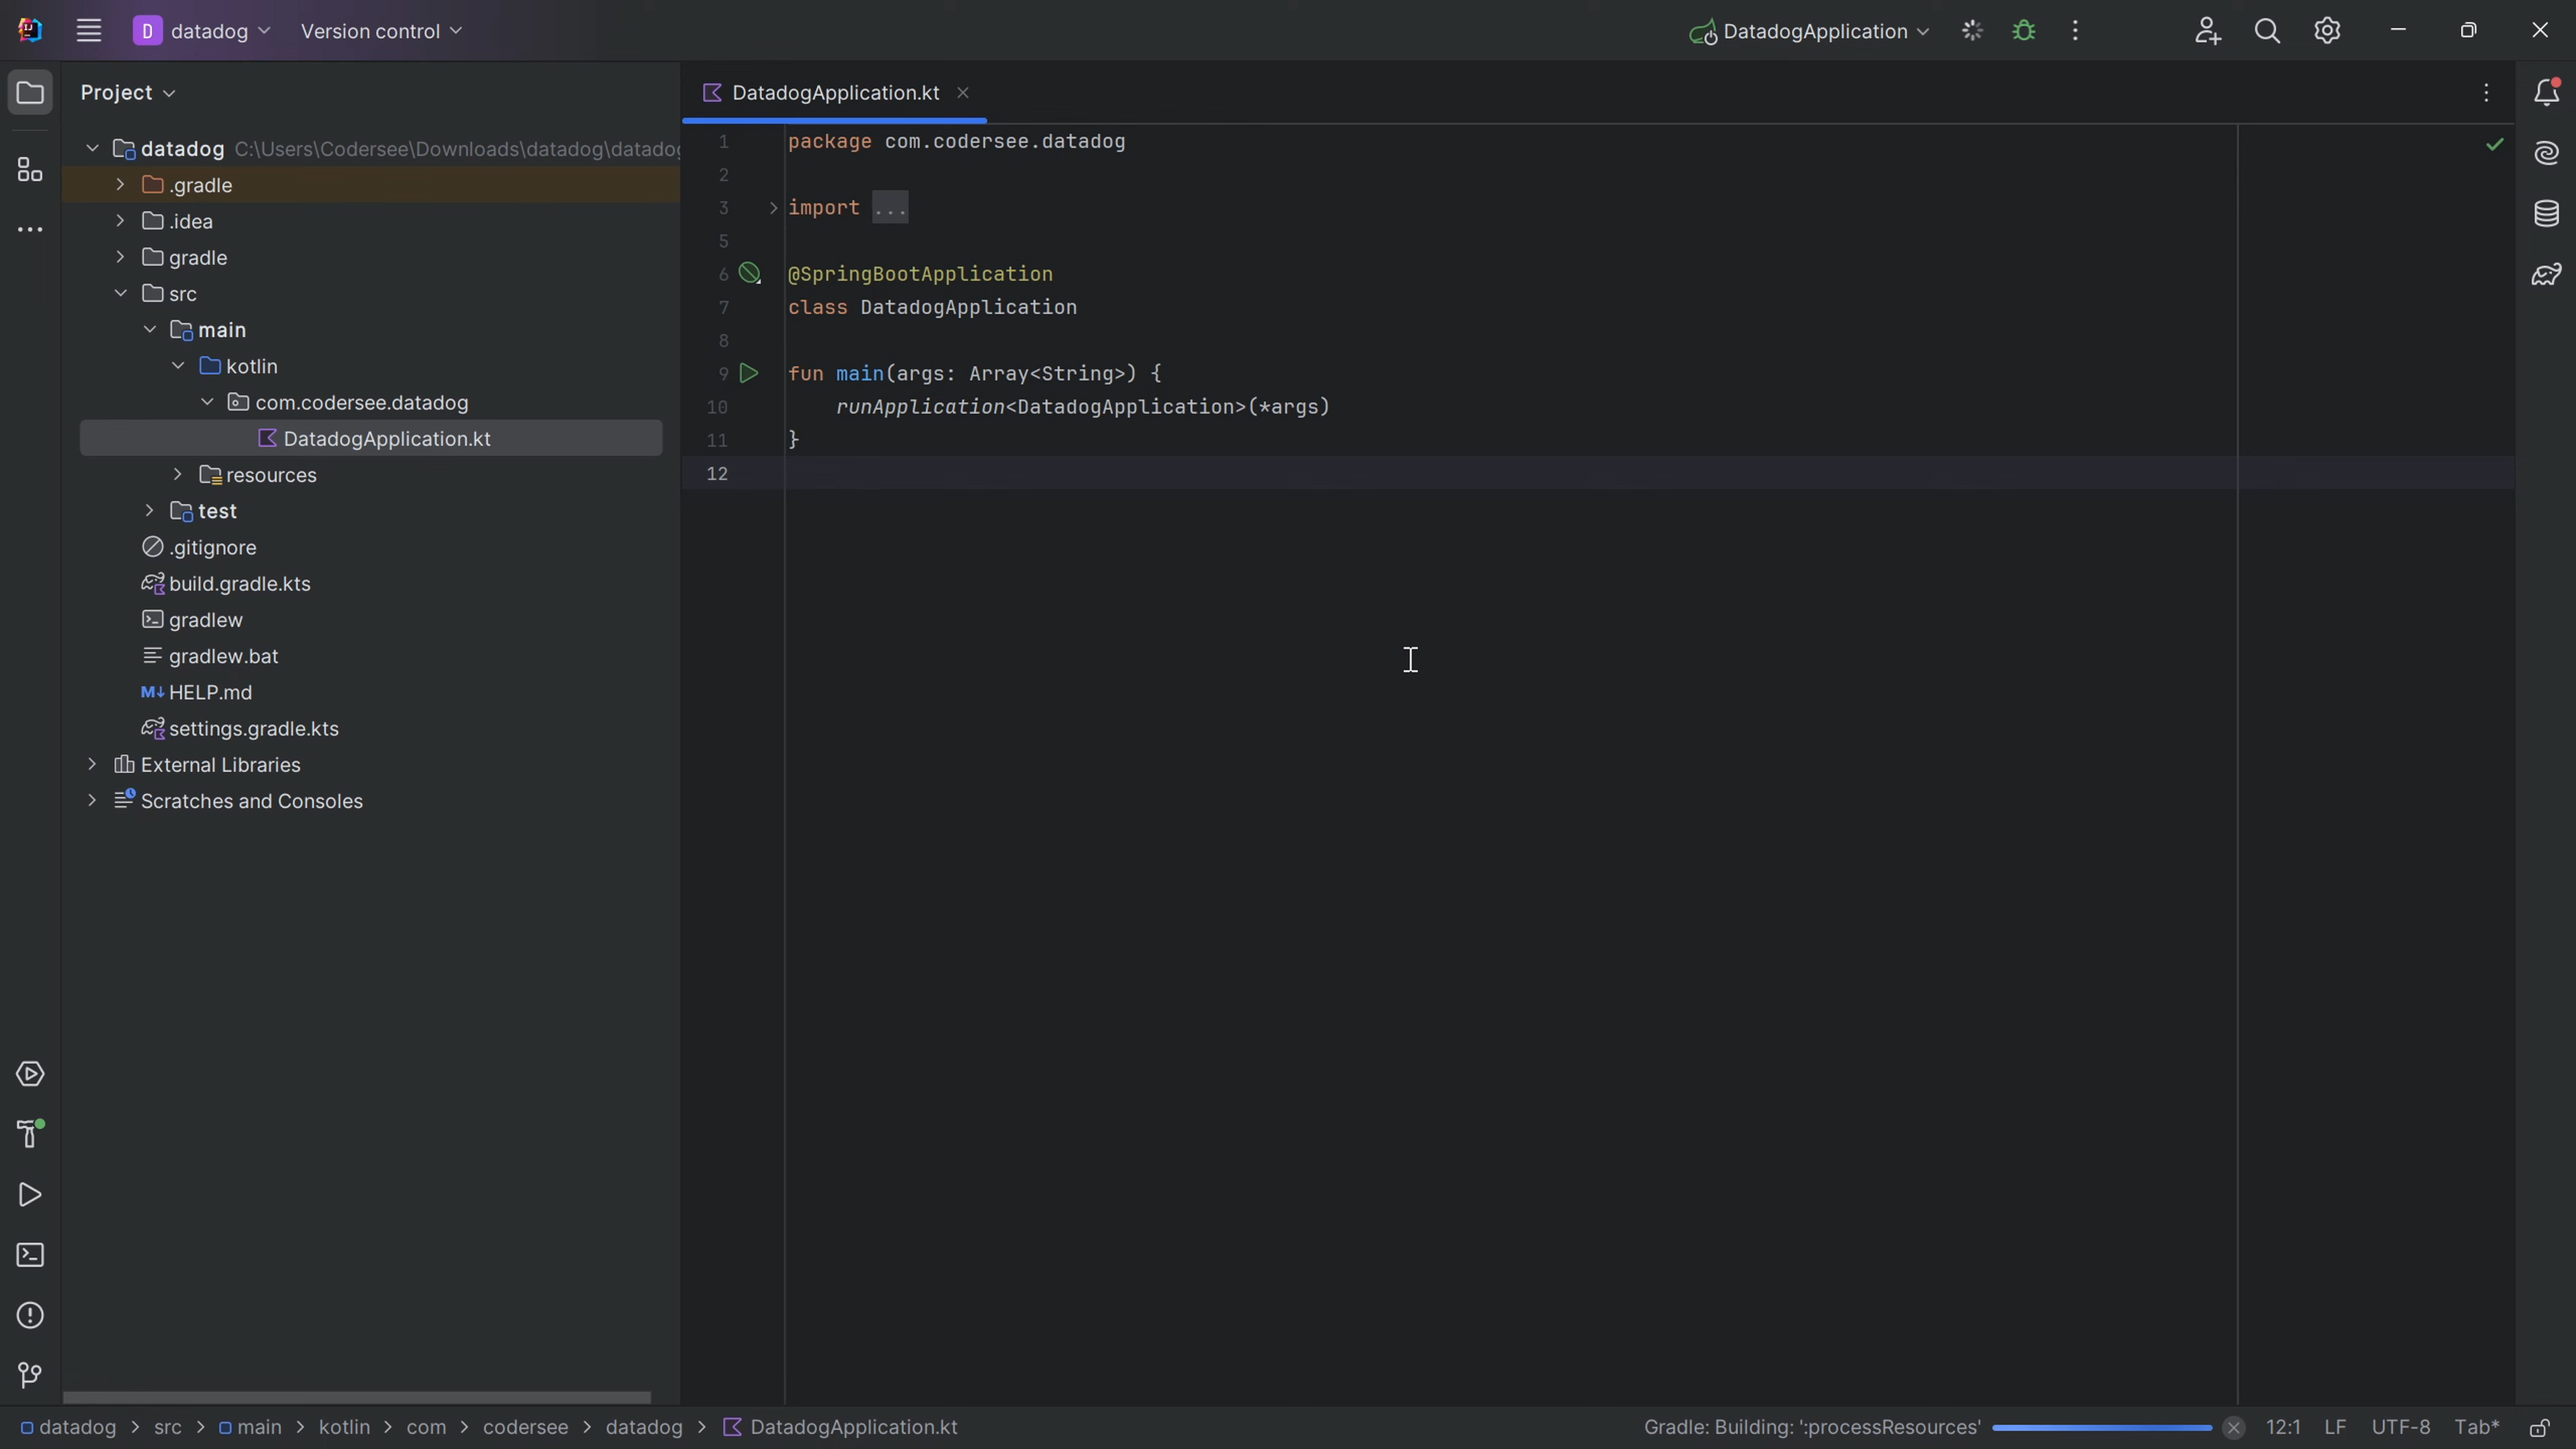 D datadog Version control DatadogApplication
Project
datadog C:\Users\Codersee\Downloads\datadog\datadog
.gradle
.idea
gradle
src
main
kotlin
com.codersee.datadog
DatadogApplication.kt
resources
test
.gitignore
build.gradle.kts
gradlew
gradlew.bat
M↓ HELP.md
settings.gradle.kts
External Libraries
Scratches and Consoles
DatadogApplication.kt
1 package com.codersee.datadog
2
3 import ...
5
6 @SpringBootApplication
7 class DatadogApplication
8
9 fun main(args: Array<String>) {
10 runApplication<DatadogApplication>(*args)
11 }
12
datadog > src > main > kotlin > com > codersee > datadog > DatadogApplication.kt
Gradle: Building: ':processResources' 12:1 LF UTF-8 Tab*